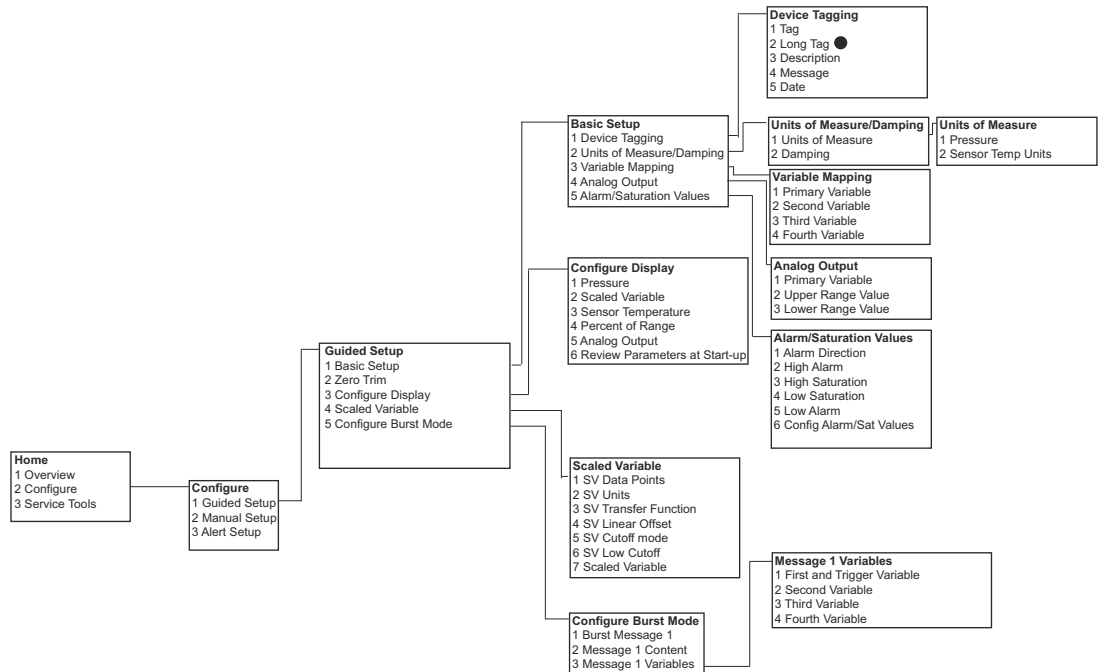 Home
1 Overview
2 Configure
3 Service Tools
Configure
1 Guided Setup
2 Manual Setup
3 Alert Setup
Guided Setup
1 Basic Setup
2 Zero Trim
3 Configure Display
4 Scaled Variable
5 Configure Burst Mode
Basic Setup
1 Device Tagging
2 Units of Measure/Damping
3 Variable Mapping
4 Analog Output
5 Alarm/Saturation Values
Configure Display
1 Pressure
2 Scaled Variable
3 Sensor Temperature
4 Percent of Range
5 Analog Output
6 Review Parameters at Start-up
Scaled Variable
1 SV Data Points
2 SV Units
3 SV Transfer Function
4 SV Linear Offset
5 SV Cutoff mode
6 SV Low Cutoff
7 Scaled Variable
Configure Burst Mode
1 Burst Message 1
2 Message 1 Content
3 Message 1 Variables
Device Tagging
1 Tag
2 Long Tag
3 Description
4 Message
5 Date
Units of Measure/Damping
1 Units of Measure
2 Damping
Units of Measure
1 Pressure
2 Sensor Temp Units
Variable Mapping
1 Primary Variable
2 Second Variable
3 Third Variable
4 Fourth Variable
Analog Output
1 Primary Variable
2 Upper Range Value
3 Lower Range Value
Alarm/Saturation Values
1 Alarm Direction
2 High Alarm
3 High Saturation
4 Low Saturation
5 Low Alarm
6 Config Alarm/Sat Values
Message 1 Variables
1 First and Trigger Variable
2 Second Variable
3 Third Variable
4 Fourth Variable